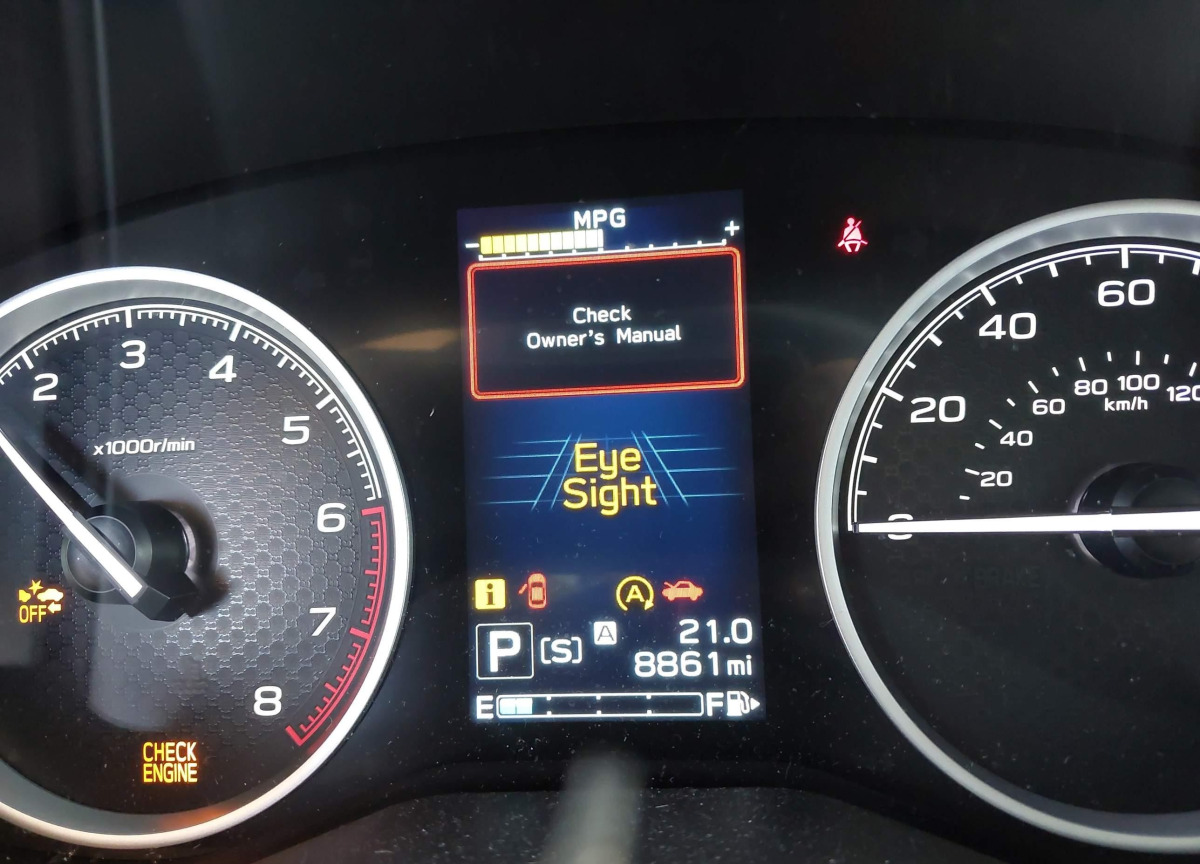 MPG
- +
Check
Owner's Manual
Eye
Sight
i
A
P [S] A 21.0
8861 mi
E F
2
3
4
5
6
7
8
x1000r/min
OFF
CHECK
ENGINE
20
40
60
20
40
60
80
100
120
km/h